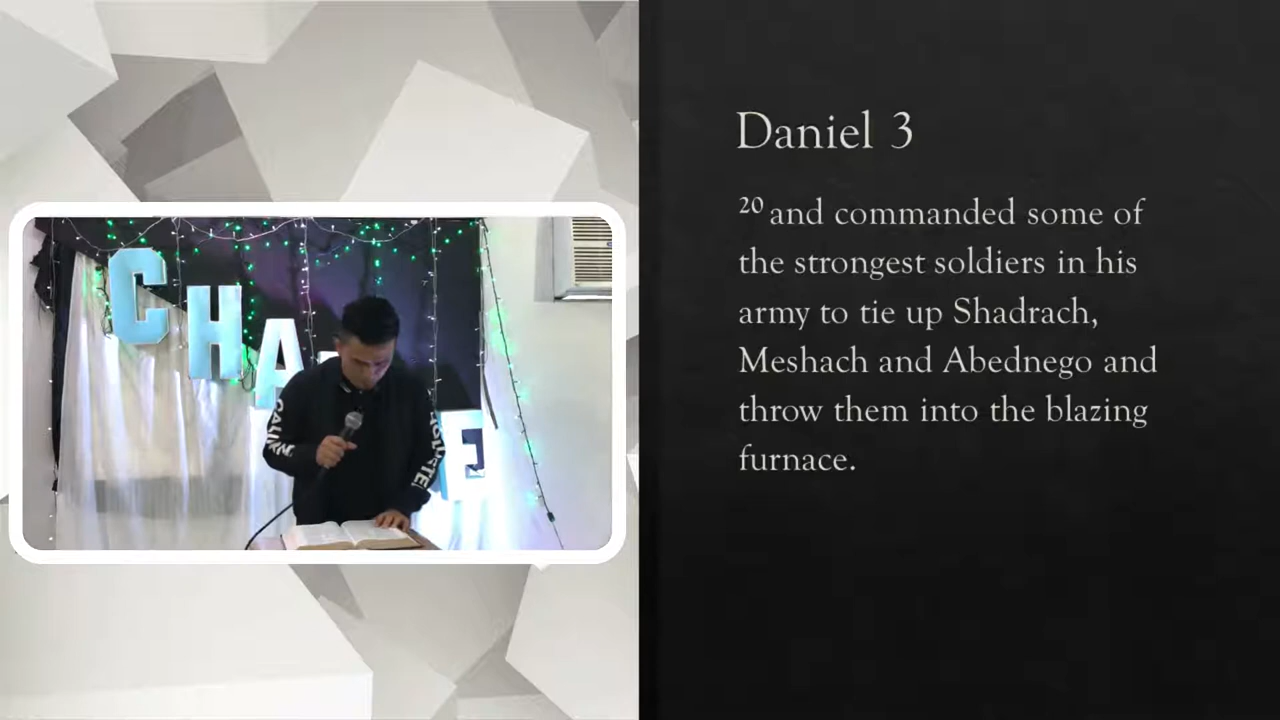 Daniel 3
20 and commanded some of
the strongest soldiers in his
army to tie up Shadrach,
Meshach and Abednego and
throw them into the blazing
furnace.
C
H
A
E